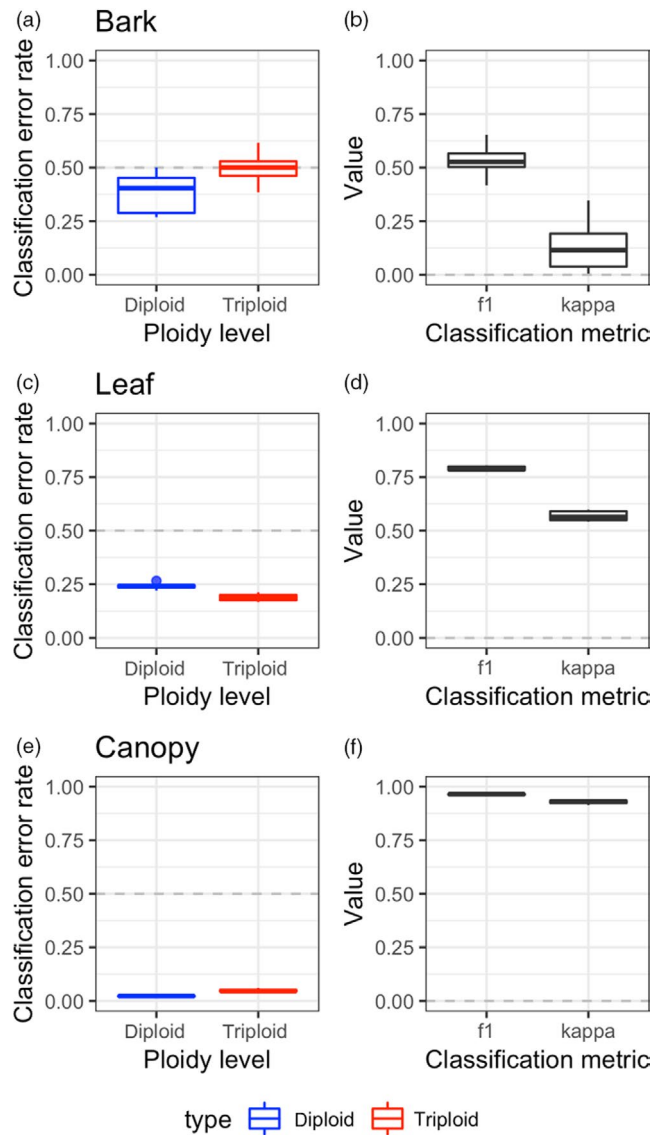 (a) Bark (b)
Classification error rate
1.00
0.75
0.50
0.25
0.00
Diploid Triploid
Ploidy level
Value
1.00
0.75
0.50
0.25
0.00
f1 kappa
Classification metric
(c) Leaf (d)
Classification error rate
1.00
0.75
0.50
0.25
0.00
Diploid Triploid
Ploidy level
Value
1.00
0.75
0.50
0.25
0.00
f1 kappa
Classification metric
(e) Canopy (f)
Classification error rate
1.00
0.75
0.50
0.25
0.00
Diploid Triploid
Ploidy level
Value
1.00
0.75
0.50
0.25
0.00
f1 kappa
Classification metric
type Diploid Triploid